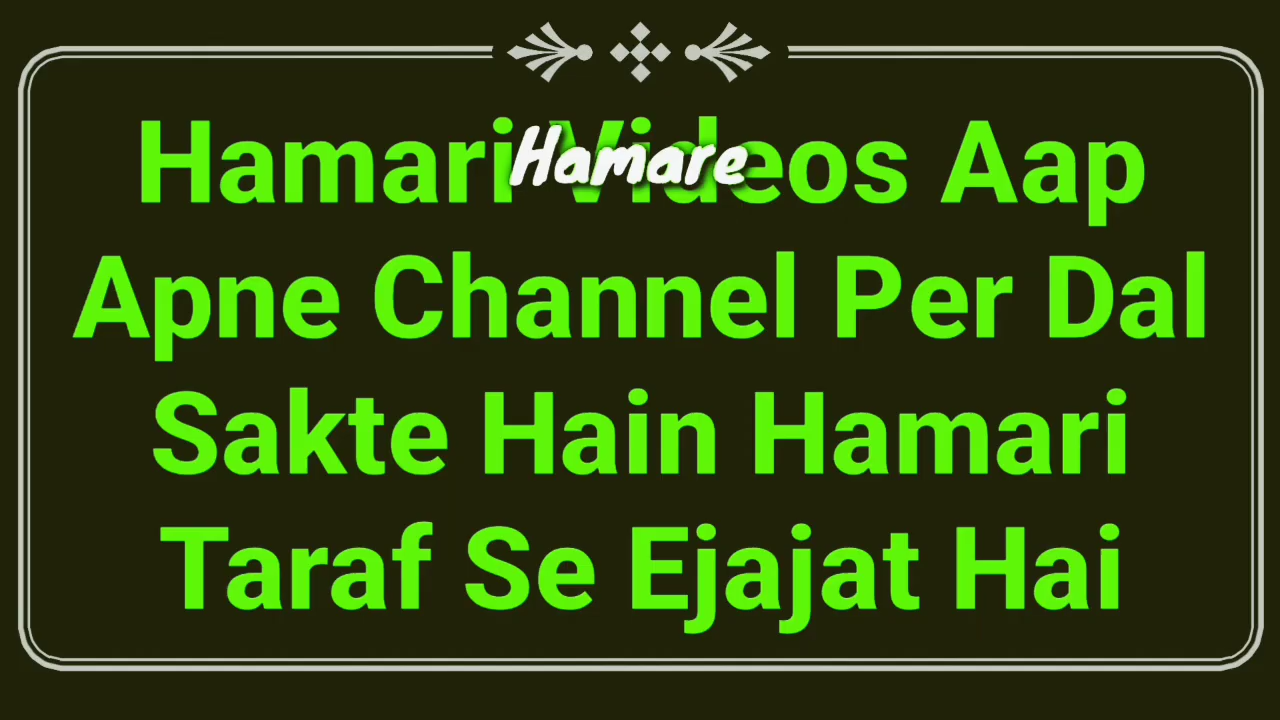 Hamari Videos Aap
Hamare
Apne Channel Per Dal
Sakte Hain Hamari
Taraf Se Ejajat Hai